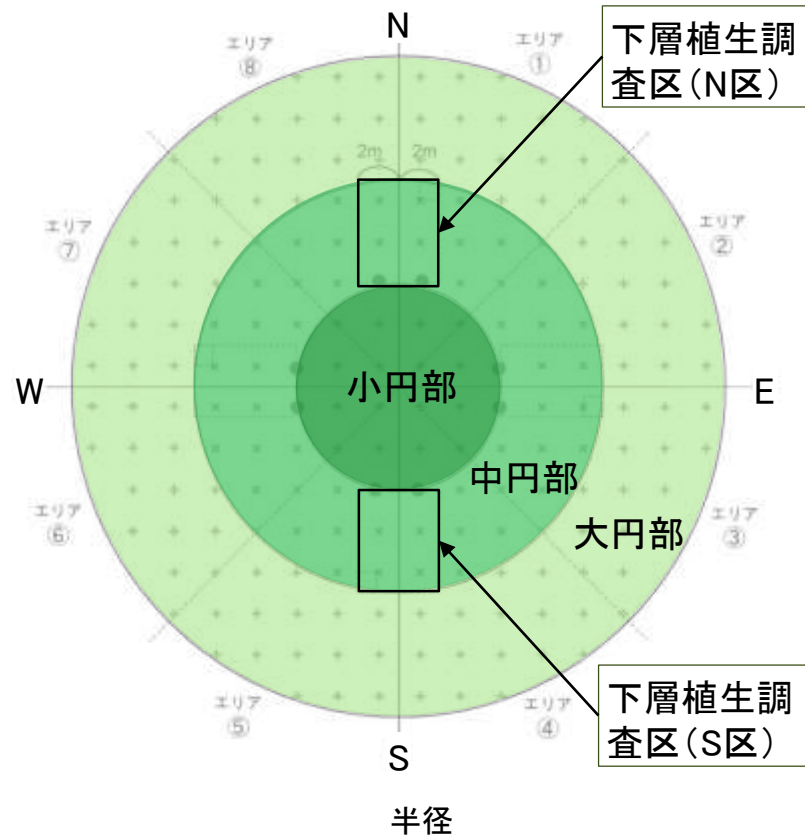 N
下層植生調
査区（N区）
エリア
⑧
エリア
①
2m
2m
エリア
⑦
エリア
②
W
小円部
E
中円部
大円部
エリア
⑥
エリア
③
エリア
⑤
エリア
④
下層植生調
査区（S区）
S
半径